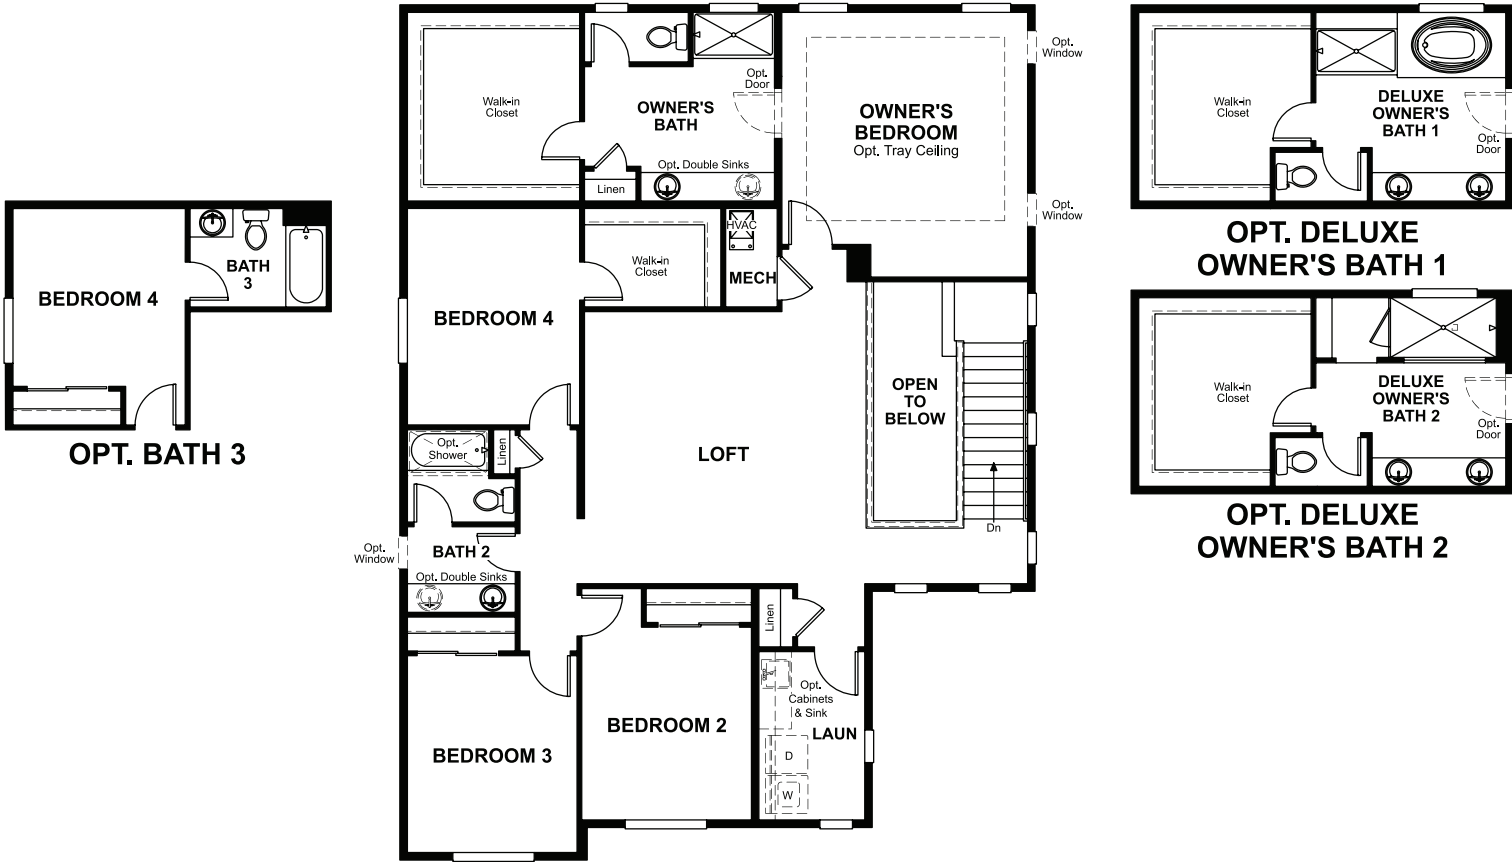 Walk-in
Closet
OWNER'S
BATH
Opt.
Door
Opt. Double Sinks
Linen
OWNER'S
BEDROOM
Opt. Tray Ceiling
Opt.
Window
Opt.
Window
HVAC
MECH
Walk-in
Closet
BEDROOM 4
OPEN
TO
BELOW
LOFT
Dn
Opt.
Shower
Linen
Opt.
Window
BATH 2
Opt. Double Sinks
Linen
Opt.
Cabinets
& Sink
LAUN
D
W
BEDROOM 2
BEDROOM 3
BEDROOM 4
BATH
3
OPT. BATH 3
Walk-in
Closet
DELUXE
OWNER'S
BATH 1
Opt.
Door
OPT. DELUXE
OWNER'S BATH 1
Walk-in
Closet
DELUXE
OWNER'S
BATH 2
Opt.
Door
OPT. DELUXE
OWNER'S BATH 2